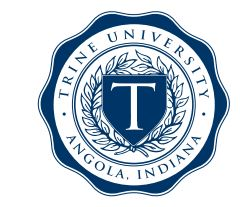 · TRINE UNIVERSITY ·
T
ANGOLA, INDIANA